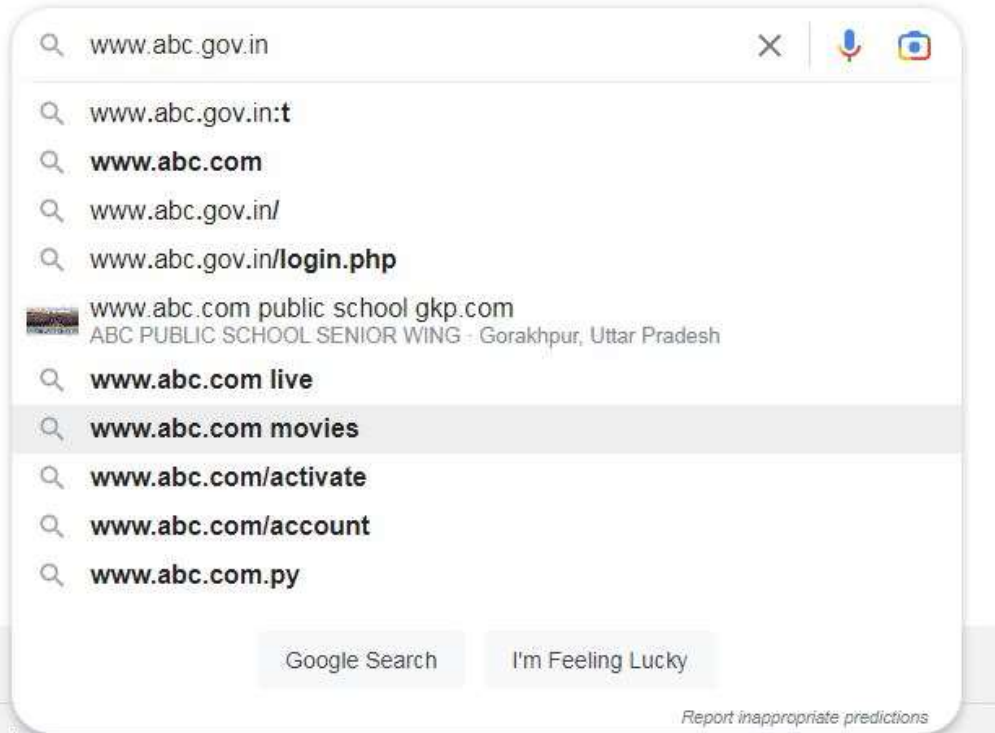 www.abc.gov.in
www.abc.gov.in:t
www.abc.com
www.abc.gov.in/
www.abc.gov.in/login.php
www.abc.com public school gkp.com
ABC PUBLIC SCHOOL SENIOR WING · Gorakhpur, Uttar Pradesh
www.abc.com live
www.abc.com movies
www.abc.com/activate
www.abc.com/account
www.abc.com.py
Google Search
I'm Feeling Lucky
Report inappropriate predictions